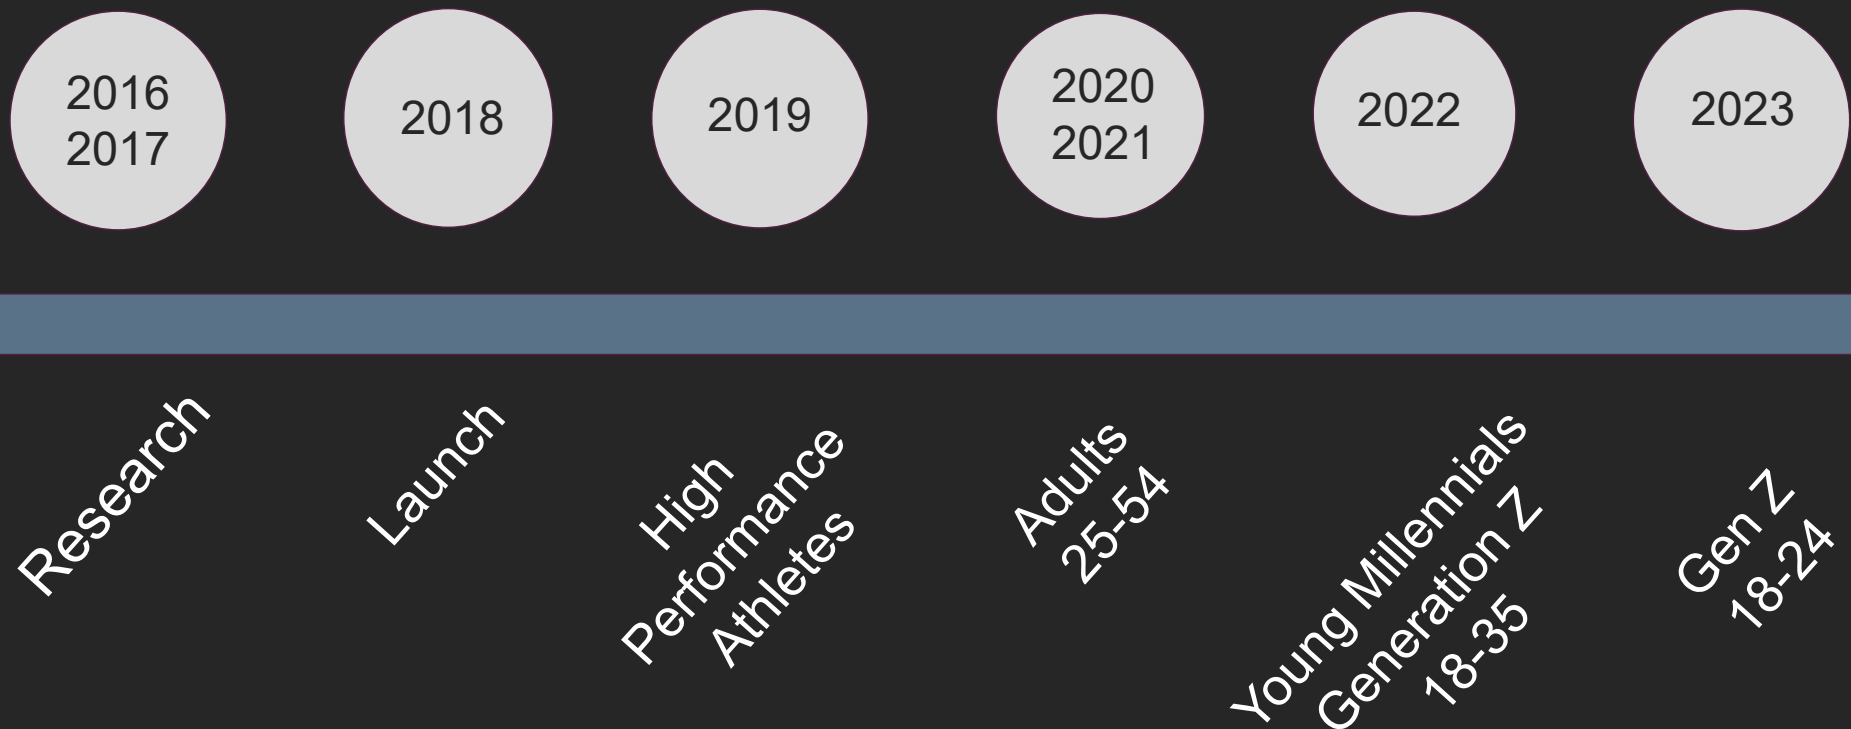 2016
2017
2018
2019
2020
2021
2022
2023
Research
Launch
High
Performance
Athletes
Adults
25-54
Young Millennials
Generation Z
18-35
Gen Z
18-24